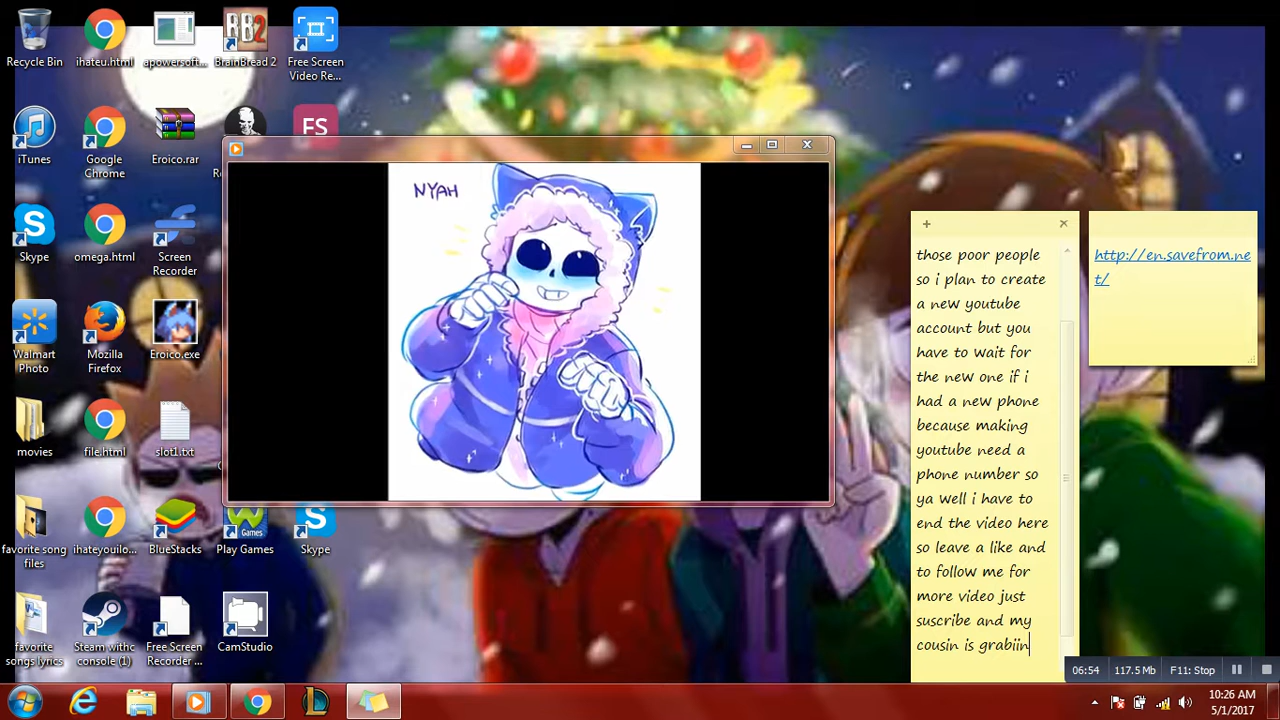 Recycle Bin
ihateu.html
apowersoft...
BrainBread 2
Free Screen
Video Re...
iTunes
Google
Chrome
Eroico.rar
FS
Skype
omega.html
Screen
Recorder
Walmart
Photo
Mozilla
Firefox
Eroico.exe
movies
file.html
slot1.txt
favorite song
files
ihateyouilo...
BlueStacks
Play Games
Skype
favorite
songs lyrics
Steam withc
console (1)
Free Screen
Recorder ...
CamStudio
NYAH
those poor people
so i plan to create
a new youtube
account but you
have to wait for
the new one if i
had a new phone
because making
youtube need a
phone number so
ya well i have to
end the video here
so leave a like and
to follow me for
more video just
suscribe and my
cousin is grabiin
http://en.savefrom.ne
t/
06:54
117.5 Mb
F11: Stop
10:26 AM
5/1/2017